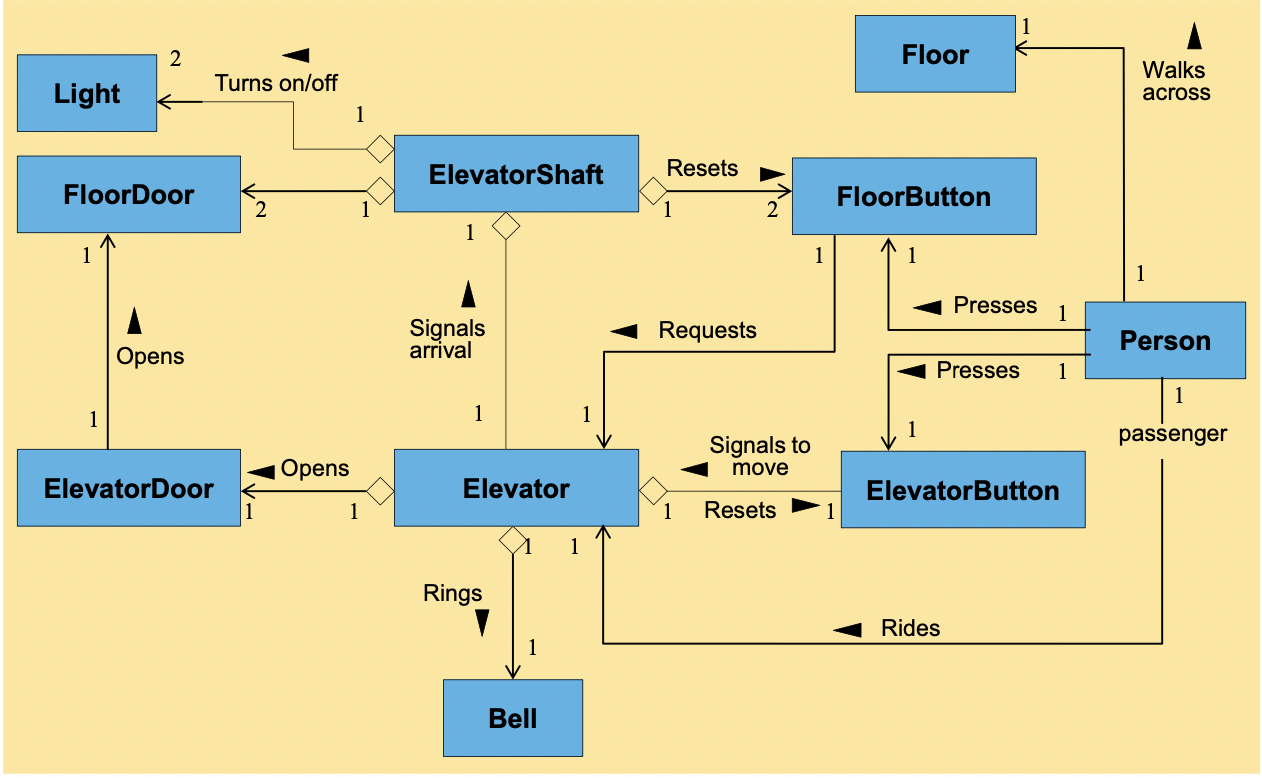 Floor
1
Walks
across
Light
2
Turns on/off
1
ElevatorShaft
FloorDoor
2
1
Resets
1
2
FloorButton
1
1
1
1
Signals
arrival
Requests
Presses
1
1
Person
Opens
Presses
1
1
passenger
1
1
1
1
ElevatorDoor
Opens
1
1
Elevator
Signals to
move
1
Resets
1
ElevatorButton
1
1
Rings
Rides
1
Bell